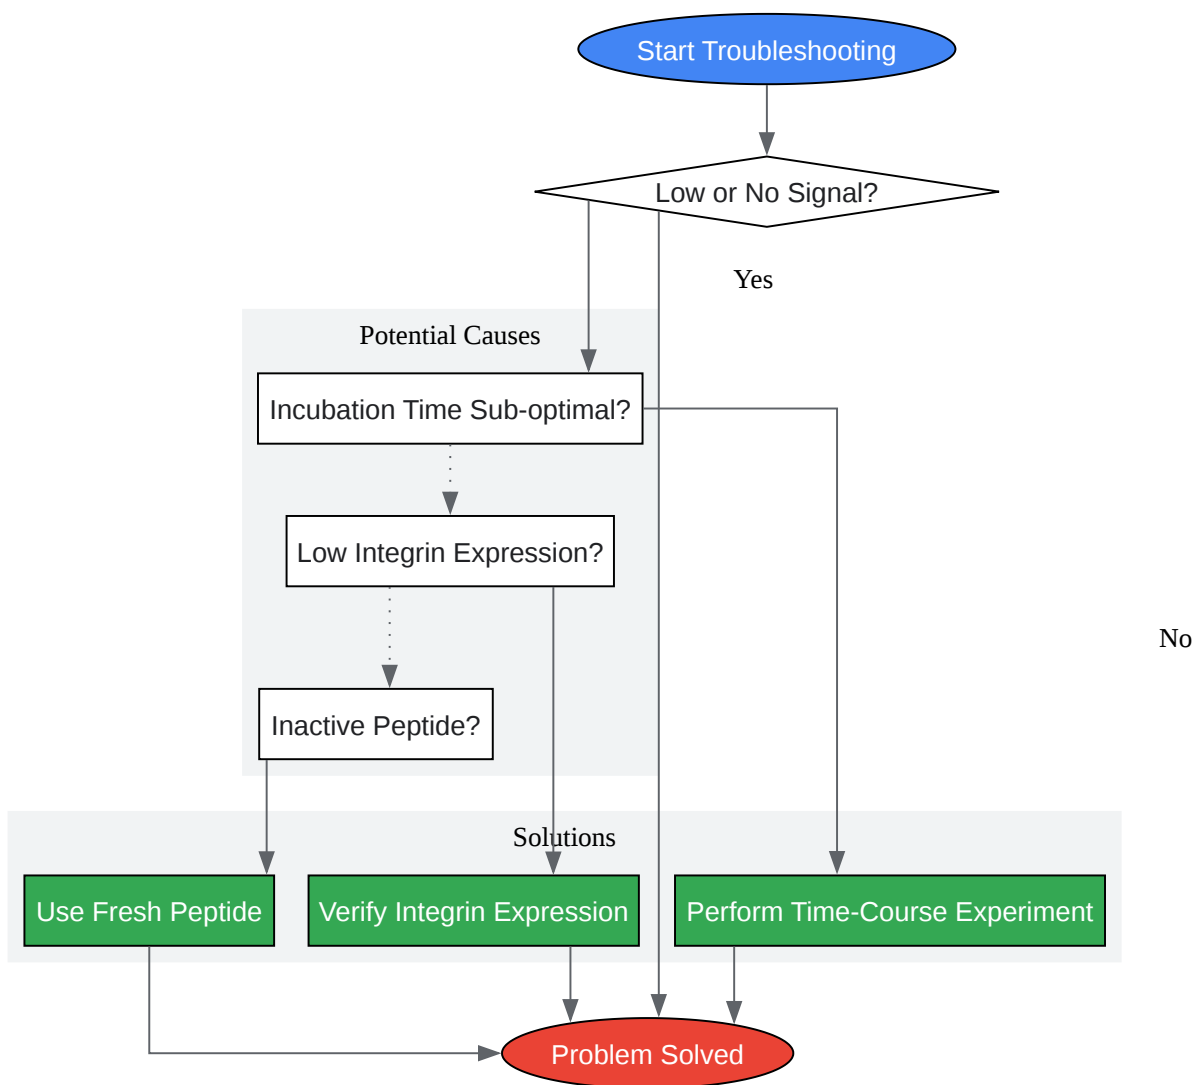 Start Troubleshooting
Low or No Signal?
Yes
Potential Causes
Incubation Time Sub-optimal?
Low Integrin Expression?
No
Inactive Peptide?
Solutions
Use Fresh Peptide
Verify Integrin Expression
Perform Time-Course Experiment
Problem Solved